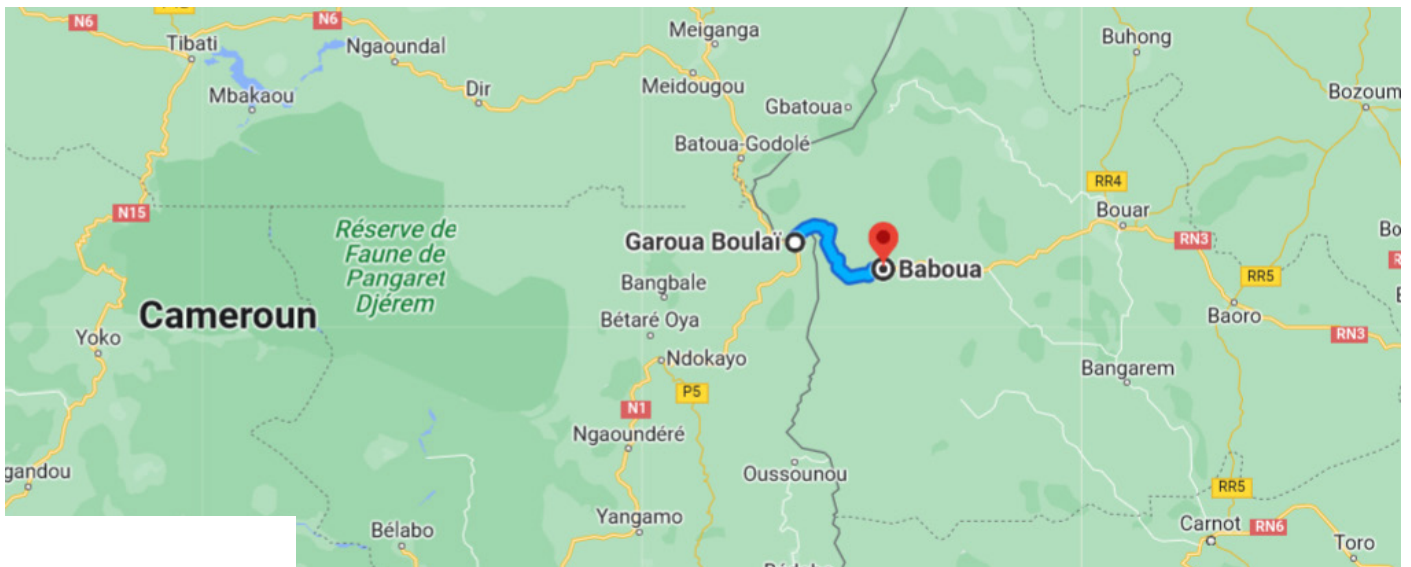 N6
N6
Tibati
Ngaoundal
Mbakaou
Dir
Meiganga
Meidougou
Gbatoua
Batoua-Godolé
Buhong
Bozoum
N15
Réserve de
Faune de
Pangaret
Djérem
Garoua Boulaï
Baboua
RR4
Bouar
RN3
RR5
Baoro
RN3
Cameroun
Yoko
Bangbale
Bétaré Oya
Ndokayo
P5
N1
Bangarem
Ngaoundéré
Oussounou
gandou
Bélabo
Yangamo
RR5
Carnot
RN6
Toro